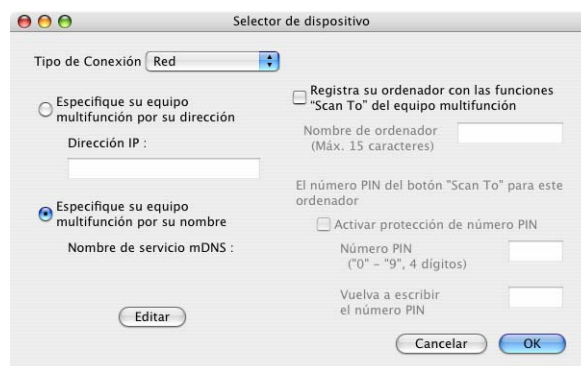 Selector de dispositivo
Tipo de Conexión Red
Especifique su equipo
multifunción por su dirección
Dirección IP :
Especifique su equipo
multifunción por su nombre
Nombre de servicio mDNS :
Editar
Registra su ordenador con las funciones
“Scan To” del equipo multifunción
Nombre de ordenador
(Máx. 15 caracteres)
El número PIN del botón "Scan To" para este
ordenador
Activar protección de número PIN
Número PIN
("0" – "9", 4 dígitos)
Vuelva a escribir
el número PIN
Cancelar
OK